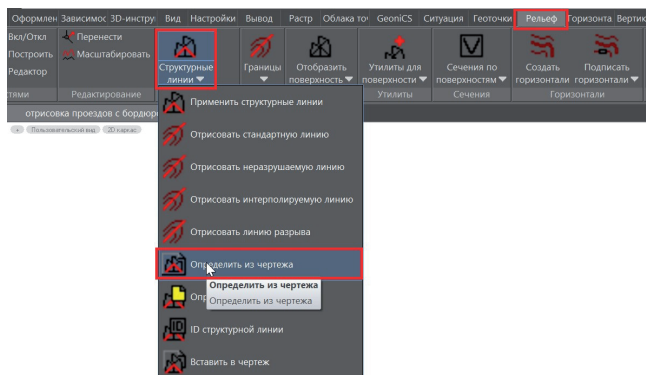 Оформлен Зависимос 3D-инстру Вид Настройки Вывод Растр Облака то GeoniCS Ситуация Геоточки Рельеф Горизонта Вертик
Вкл/Откл Перенести
Построить Масштабировать
Редактор
Структурные линии
Границы
Отобразить поверхность
Утилиты для поверхности
Сечения по поверхностям
Создать горизонтали
Подписать горизонтали
тями Редактирование Утилиты Сечения Горизонтали
отрисовка проездов с бордюр
+ Пользовательский вид 2D каркас
Применить структурные линии
Отрисовать стандартную линию
Отрисовать неразрушаемую линию
Отрисовать интерполируемую линию
Отрисовать линию разрыва
Определить из чертежа
Определить из чертежа
Опр
Определить из чертежа
ID структурной линии
Вставить в чертеж